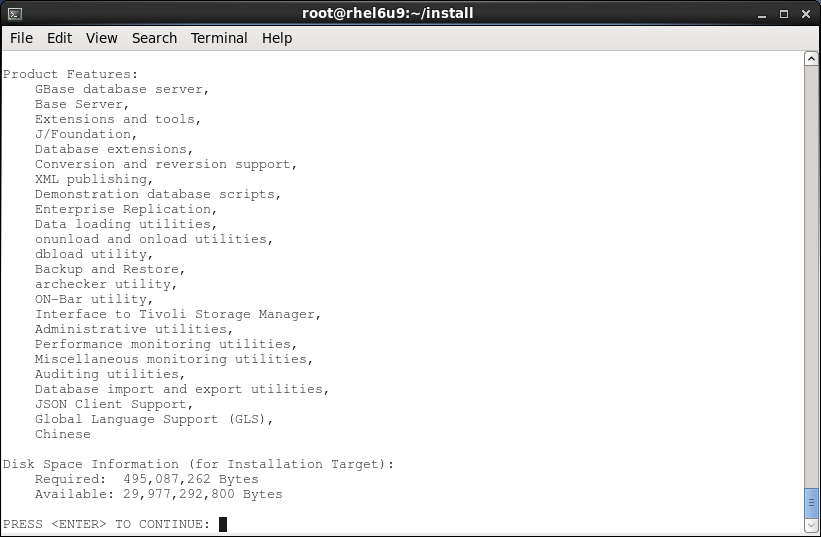 root@rhel6u9:~/install
File Edit View Search Terminal Help
Product Features:
GBase database server,
Base Server,
Extensions and tools,
J/Foundation,
Database extensions,
Conversion and reversion support,
XML publishing,
Demonstration database scripts,
Enterprise Replication,
Data loading utilities,
onunload and onload utilities,
dbload utility,
Backup and Restore,
archecker utility,
ON-Bar utility,
Interface to Tivoli Storage Manager,
Administrative utilities,
Performance monitoring utilities,
Miscellaneous monitoring utilities,
Auditing utilities,
Database import and export utilities,
JSON Client Support,
Global Language Support (GLS),
Chinese
Disk Space Information (for Installation Target):
Required:  495,087,262 Bytes
Available: 29,977,292,800 Bytes
PRESS <ENTER> TO CONTINUE: